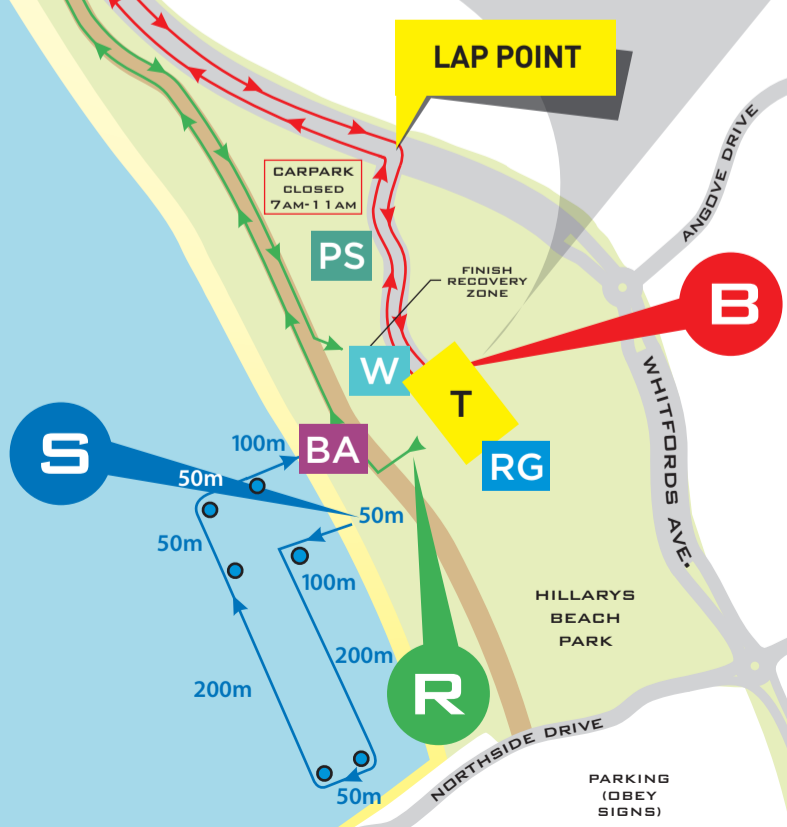 LAP POINT
ANGOVE DRIVE
CARPARK
CLOSED
7AM-11AM
PS
FINISH
RECOVERY
ZONE
B
W
T
WHITFORDS AVE.
S
100m
BA
RG
50m
50m
50m
100m
HILLARYS
BEACH
PARK
200m
200m
R
50m
NORTHSIDE DRIVE
PARKING
(OBEY
SIGNS)